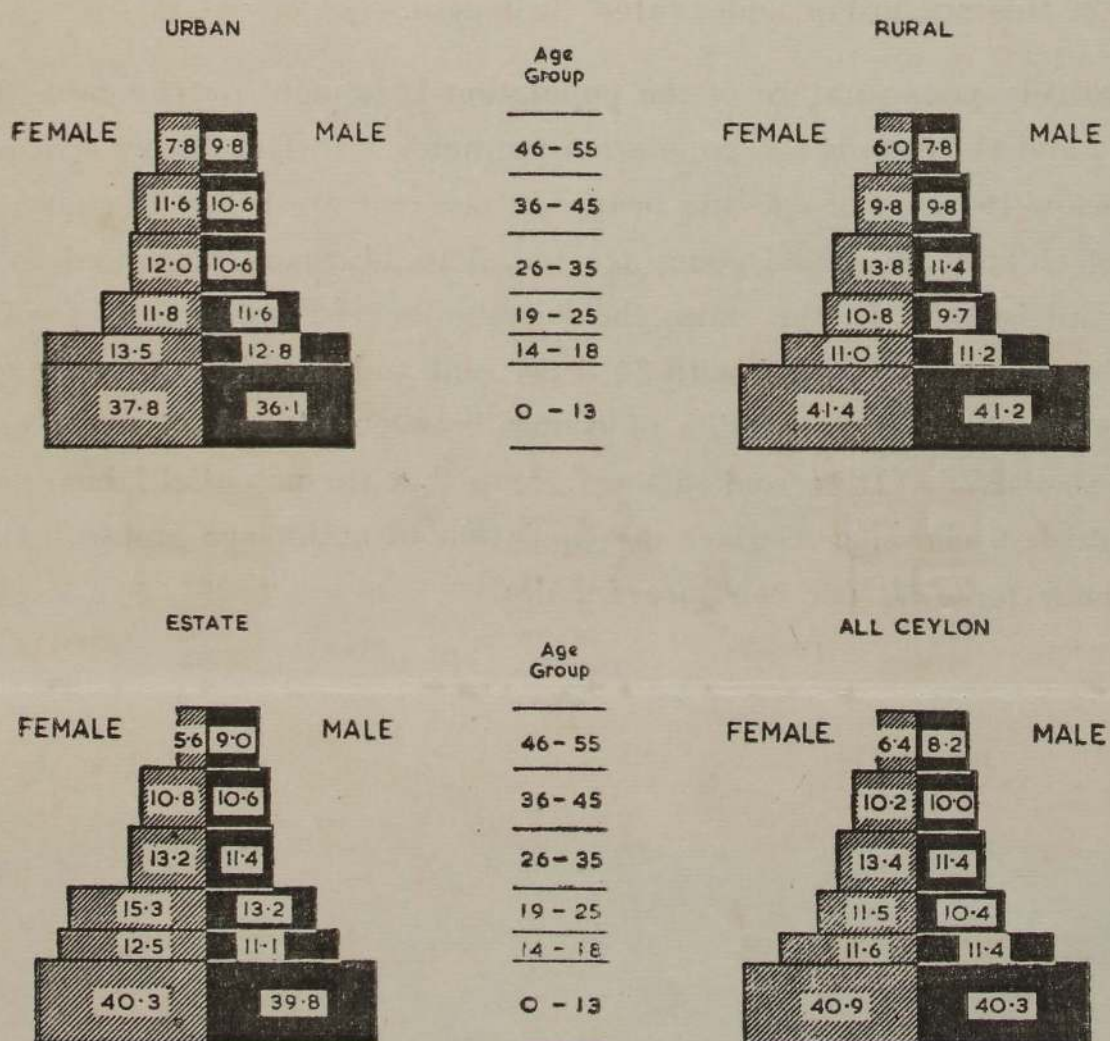 URBAN
RURAL
Age
Group
FEMALE 7·8 9·8 MALE 46 - 55 FEMALE 6·0 7·8 MALE
11·6 10·6 36 - 45 9·8 9·8
12·0 10·6 26 - 35 13·8 11·4
11·8 11·6 19 - 25 10·8 9·7
13·5 12·8 14 - 18 11·0 11·2
37·8 36·1 0 - 13 41·4 41·2
ESTATE
ALL CEYLON
Age
Group
FEMALE 5·6 9·0 MALE 46 - 55 FEMALE. 6·4 8·2 MALE
10·8 10·6 36 - 45 10·2 10·0
13·2 11·4 26 - 35 13·4 11·4
15·3 13·2 19 - 25 11·5 10·4
12·5 11·1 14 - 18 11·6 11·4
40·3 39·8 0 - 13 40·9 40·3